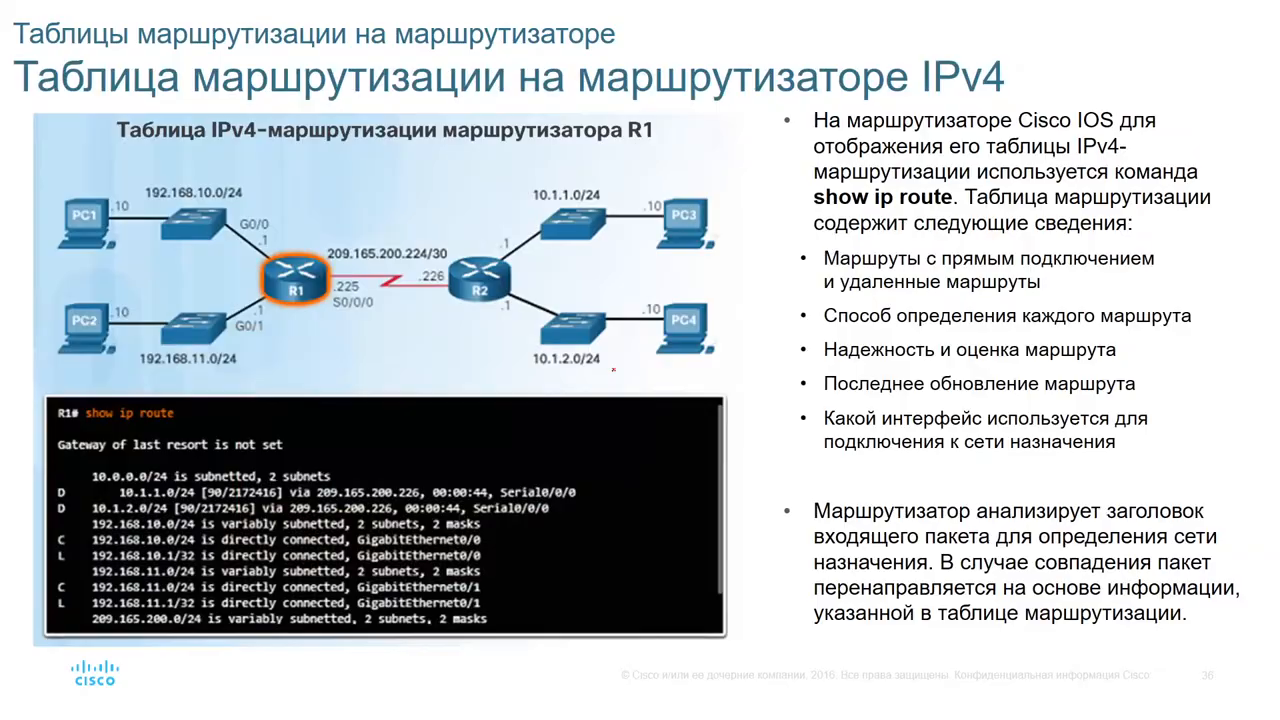 Таблицы маршрутизации на маршрутизаторе
Таблица маршрутизации на маршрутизаторе IPv4
Таблица IPv4-маршрутизации маршрутизатора R1
192.168.10.0/24
10.1.1.0/24
PC1
.10
G0/0
.1
.1
.10
PC3
209.165.200.224/30
R1
.225
S0/0/0
.226
R2
PC2
.10
.1
G0/1
.1
.10
PC4
192.168.11.0/24
10.1.2.0/24
R1# show ip route
Gateway of last resort is not set
10.0.0.0/24 is subnetted, 2 subnets
D 10.1.1.0/24 [90/2172416] via 209.165.200.226, 00:00:44, Serial0/0/0
D 10.1.2.0/24 [90/2172416] via 209.165.200.226, 00:00:44, Serial0/0/0
192.168.10.0/24 is variably subnetted, 2 subnets, 2 masks
C 192.168.10.0/24 is directly connected, GigabitEthernet0/0
L 192.168.10.1/32 is directly connected, GigabitEthernet0/0
192.168.11.0/24 is variably subnetted, 2 subnets, 2 masks
C 192.168.11.0/24 is directly connected, GigabitEthernet0/1
L 192.168.11.1/32 is directly connected, GigabitEthernet0/1
209.165.200.0/24 is variably subnetted, 2 subnets, 2 masks
• На маршрутизаторе Cisco IOS для
отображения его таблицы IPv4-
маршрутизации используется команда
show ip route. Таблица маршрутизации
содержит следующие сведения:
• Маршруты с прямым подключением
и удаленные маршруты
• Способ определения каждого маршрута
• Надежность и оценка маршрута
• Последнее обновление маршрута
• Какой интерфейс используется для
подключения к сети назначения
• Маршрутизатор анализирует заголовок
входящего пакета для определения сети
назначения. В случае совпадения пакет
перенаправляется на основе информации,
указанной в таблице маршрутизации.
CISCO
© Cisco и/или ее дочерние компании, 2016. Все права защищены. Конфиденциальная информация Cisco
36